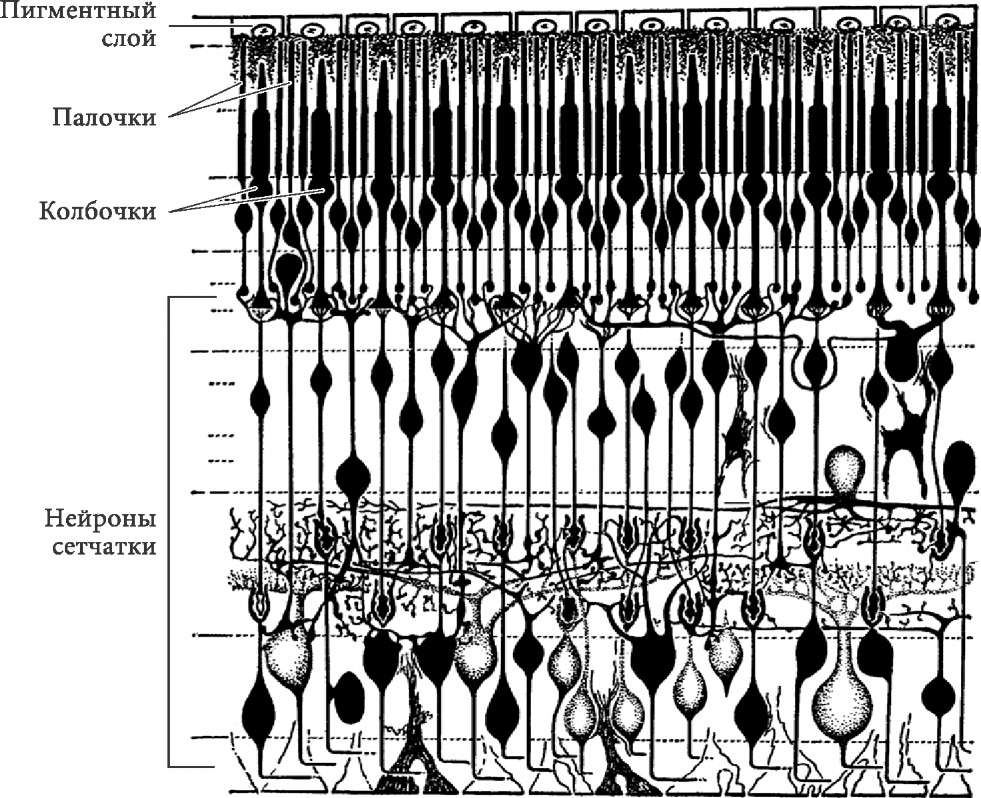 Пигментный
слой
Палочки
Колбочки
Нейроны
сетчатки